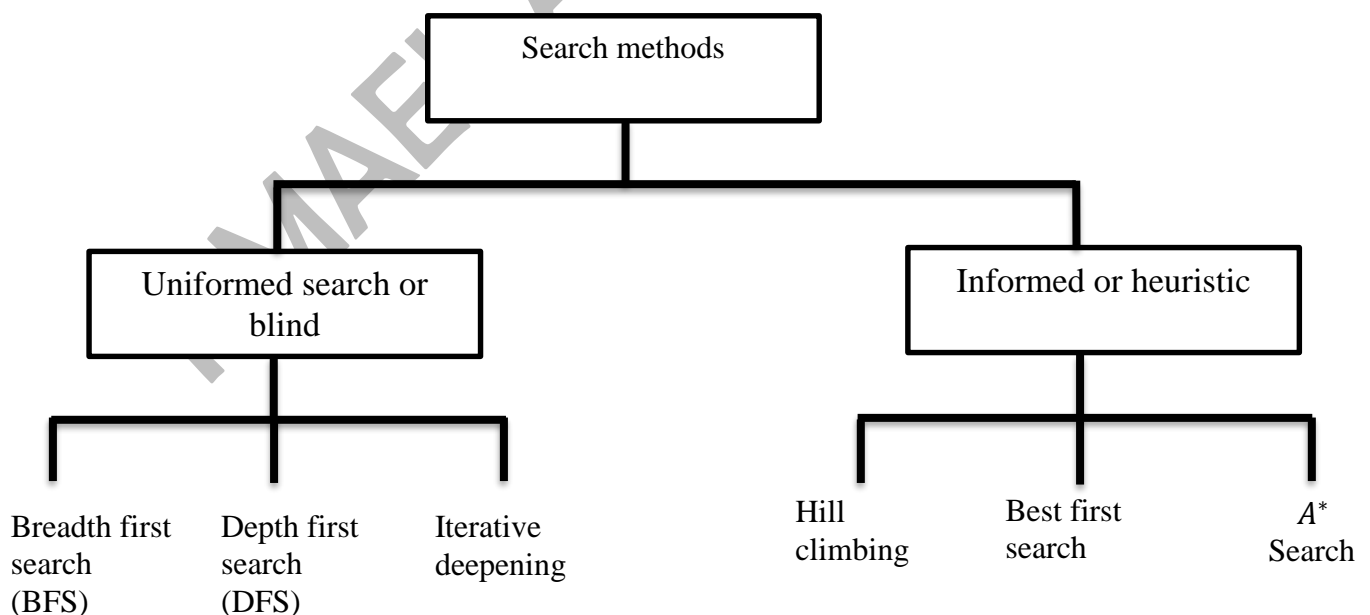 Search methods
Uniformed search or
blind
Informed or heuristic
Breadth first
search
(BFS)
Depth first
search
(DFS)
Iterative
deepening
Hill
climbing
Best first
search
A*
Search